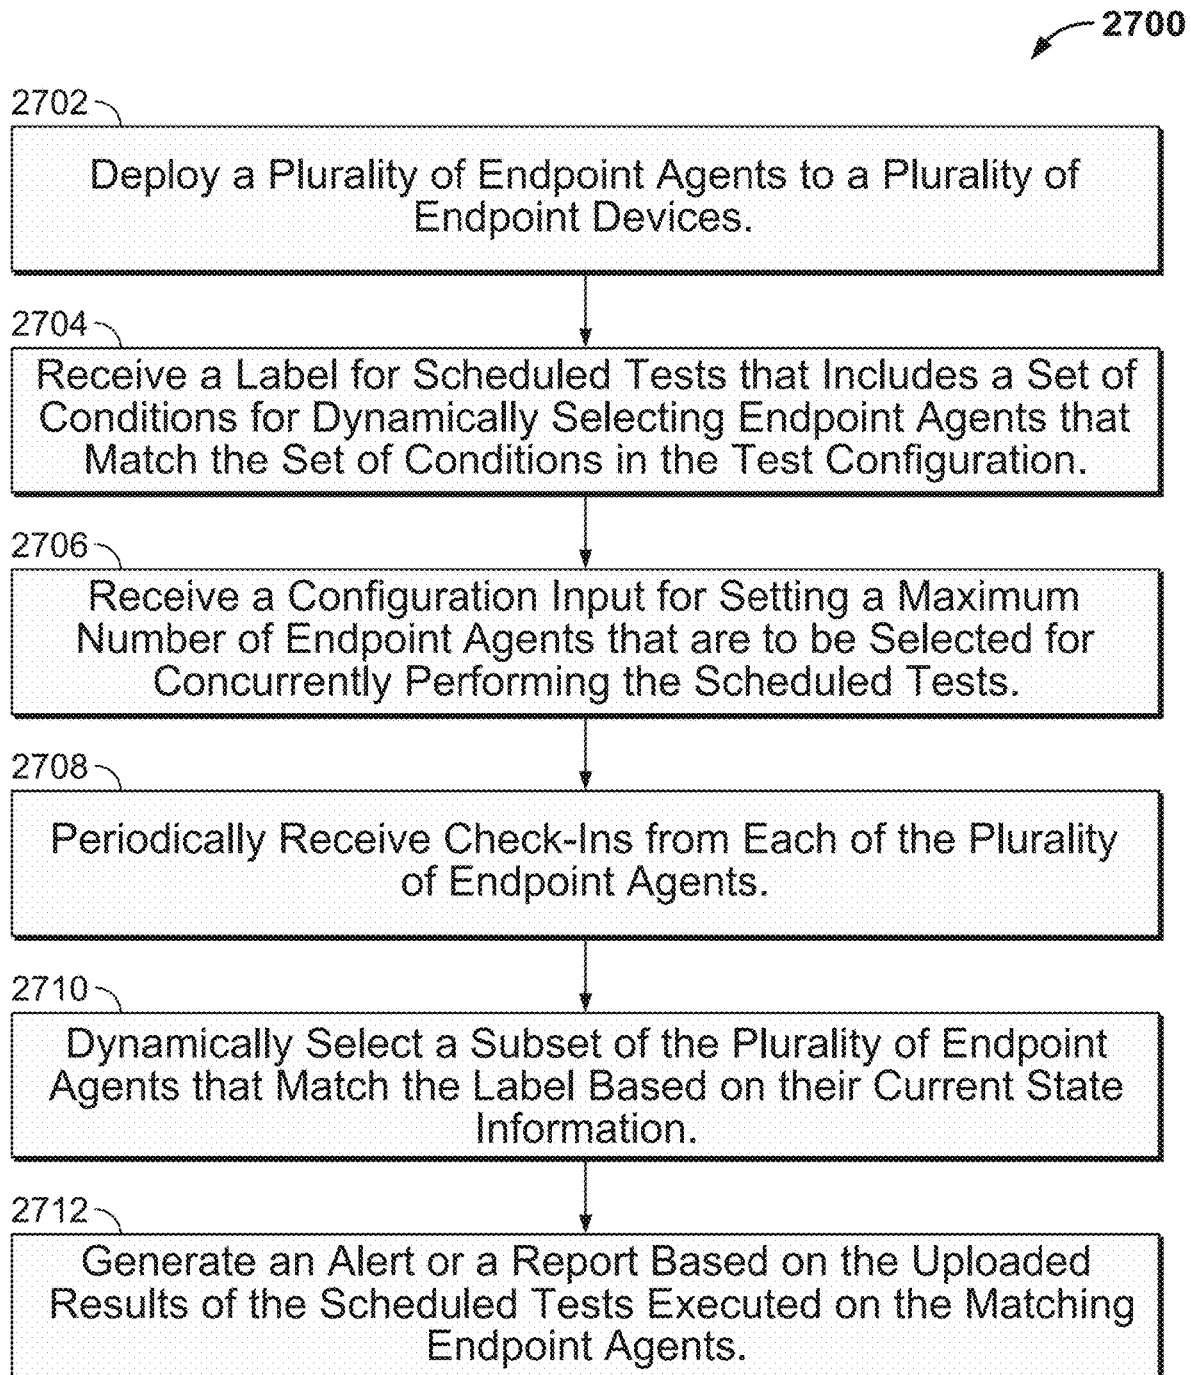 2700
2702
Deploy a Plurality of Endpoint Agents to a Plurality of
Endpoint Devices.
2704
Receive a Label for Scheduled Tests that Includes a Set of
Conditions for Dynamically Selecting Endpoint Agents that
Match the Set of Conditions in the Test Configuration.
2706
Receive a Configuration Input for Setting a Maximum
Number of Endpoint Agents that are to be Selected for
Concurrently Performing the Scheduled Tests.
2708
Periodically Receive Check-Ins from Each of the Plurality
of Endpoint Agents.
2710
Dynamically Select a Subset of the Plurality of Endpoint
Agents that Match the Label Based on their Current State
Information.
2712
Generate an Alert or a Report Based on the Uploaded
Results of the Scheduled Tests Executed on the Matching
Endpoint Agents.